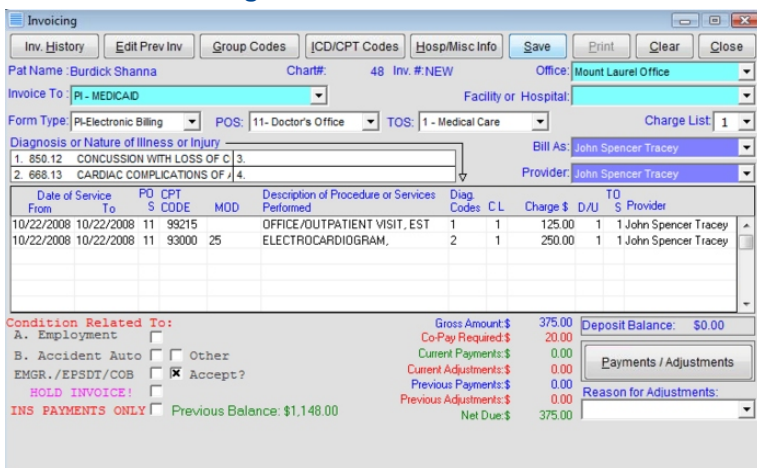 Invoicing
Inv. History Edit Prev Inv Group Codes ICD/CPT Codes Hosp/Misc Info Save Print Clear Close
Pat Name :Burdick Shanna Chart#: 48 Inv. #:NEW Office: Mount Laurel Office
Invoice To : PI - MEDICAID Facility or Hospital:
Form Type: PI-Electronic Billing POS: 11- Doctor's Office TOS: 1 - Medical Care Charge List: 1
Diagnosis or Nature of Illness or Injury Bill As: John Spencer Tracey
1. 850.12 CONCUSSION WITH LOSS OF C 3.
2. 668.13 CARDIAC COMPLICATIONS OF A 4. Provider: John Spencer Tracey
Date of Service PO CPT Description of Procedure or Services Diag. TO
From To S CODE MOD Performed Codes C L Charge $ D/U S Provider
10/22/2008 10/22/2008 11 99215 OFFICE/OUTPATIENT VISIT, EST 1 1 125.00 1 1 John Spencer Tracey
10/22/2008 10/22/2008 11 93000 25 ELECTROCARDIOGRAM, 2 1 250.00 1 1 John Spencer Tracey
Condition Related To: Gross Amount:$ 375.00 Deposit Balance: $0.00
A. Employment Co-Pay Required:$ 20.00
B. Accident Auto Other Current Payments:$ 0.00 Payments / Adjustments
EMGR./EPSDT/COB Accept? Current Adjustments:$ 0.00
HOLD INVOICE! Previous Payments:$ 0.00 Reason for Adjustments:
INS PAYMENTS ONLY Previous Balance: $1,148.00 Previous Adjustments:$ 0.00
Net Due:$ 375.00